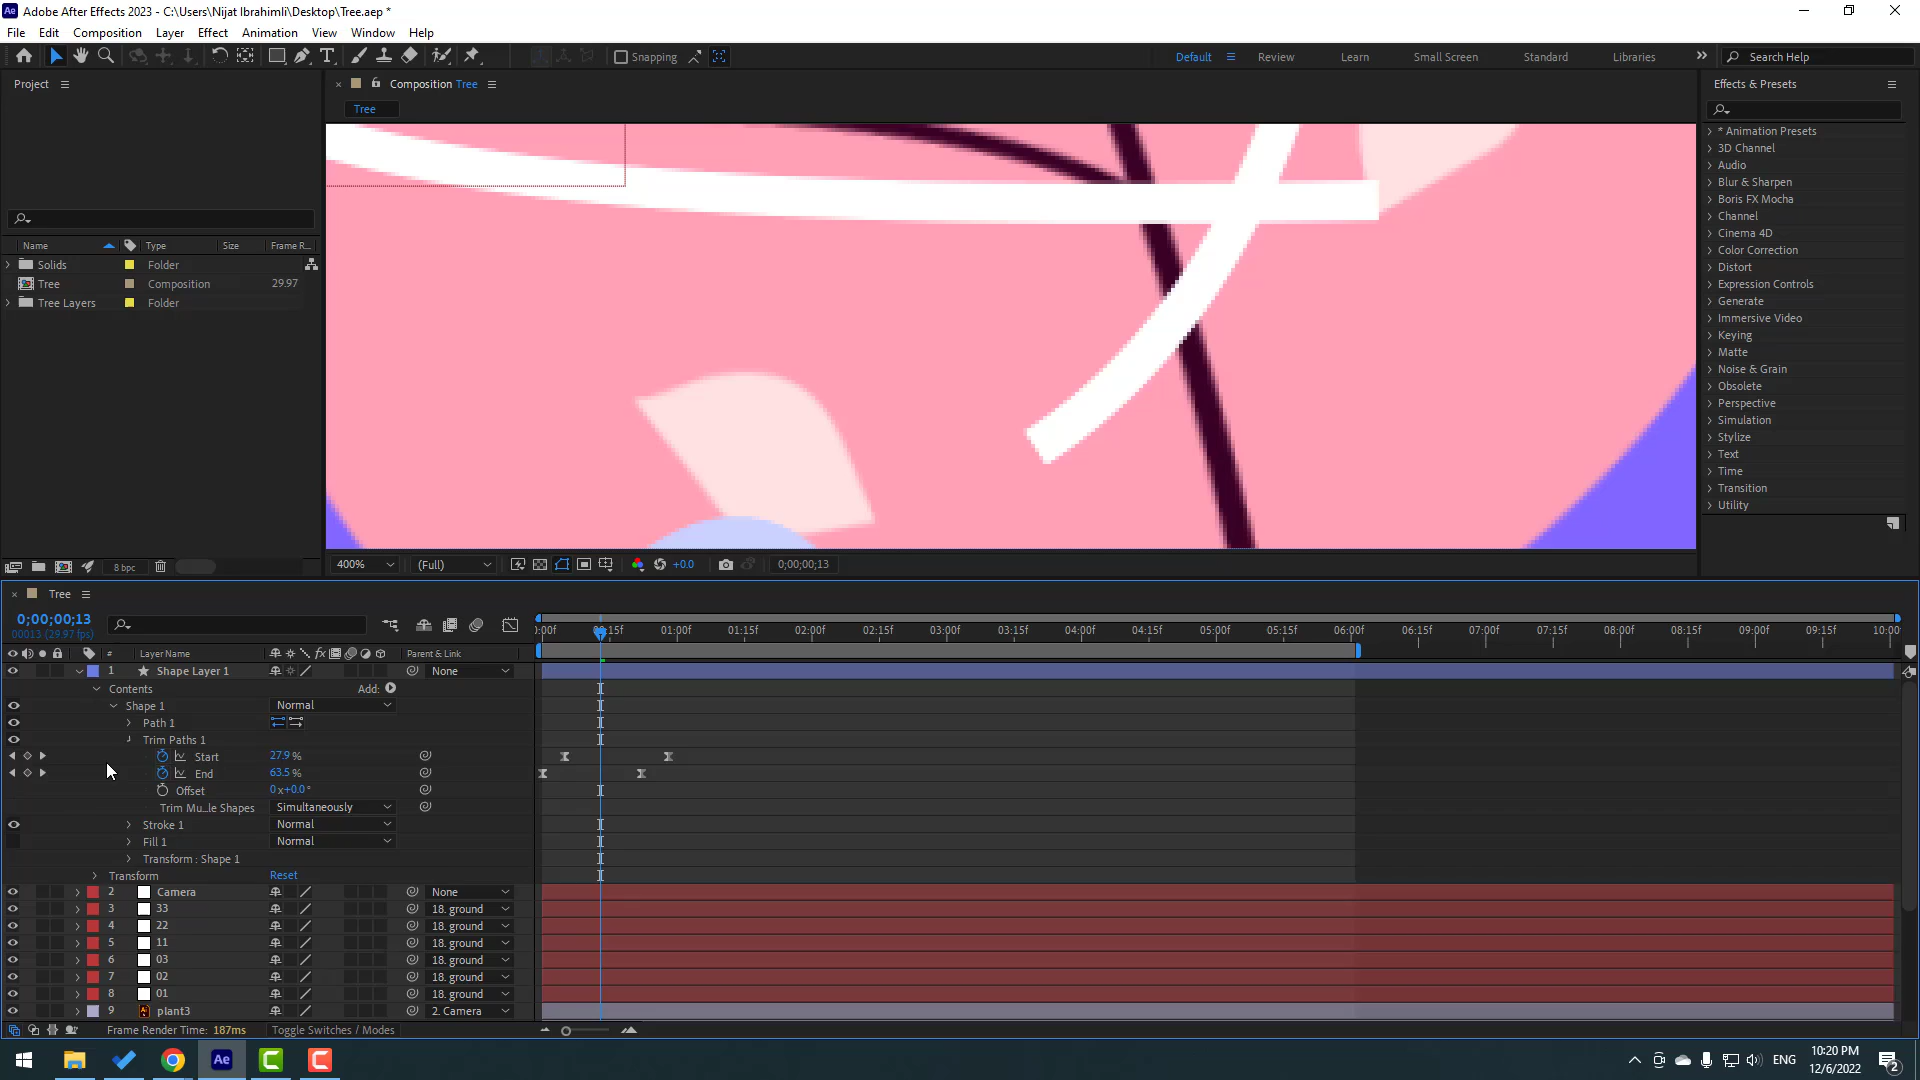 Adobe After Effects 2023 - C:\Users\Nijat Ibrahimli\Desktop\Tree.aep *
File Edit Composition Layer Effect Animation View Window Help
Snapping
Default Review Learn Small Screen Standard Libraries Search Help
Project
Composition Tree
Effects & Presets
Tree
* Animation Presets
3D Channel
Audio
Blur & Sharpen
Boris FX Mocha
Channel
Cinema 4D
Color Correction
Distort
Expression Controls
Generate
Immersive Video
Keying
Matte
Noise & Grain
Obsolete
Perspective
Simulation
Stylize
Text
Time
Transition
Utility
Name Type Size Frame R...
Solids Folder
Tree Composition 29.97
Tree Layers Folder
8 bpc
400% (Full) +0.0 0;00;00;13
Tree
0;00;00;13
00013 (29.97 fps)
:00f 00:15f 01:00f 01:15f 02:00f 02:15f 03:00f 03:15f 04:00f 04:15f 05:00f 05:15f 06:00f 06:15f 07:00f 07:15f 08:00f 08:15f 09:00f 09:15f 10:00
# Layer Name fx Parent & Link
1 Shape Layer 1 None
Contents Add:
Shape 1 Normal
Path 1
Trim Paths 1
Start 27.9 %
End 63.5 %
Offset 0 x+0.0 °
Trim Mu...le Shapes Simultaneously
Stroke 1 Normal
Fill 1 Normal
Transform : Shape 1
Transform Reset
2 Camera None
3 33 18. ground
4 22 18. ground
5 11 18. ground
6 03 18. ground
7 02 18. ground
8 01 18. ground
9 Ai plant3 2. Camera
Frame Render Time: 187ms Toggle Switches / Modes
Ae
ENG
10:20 PM
12/6/2022
2